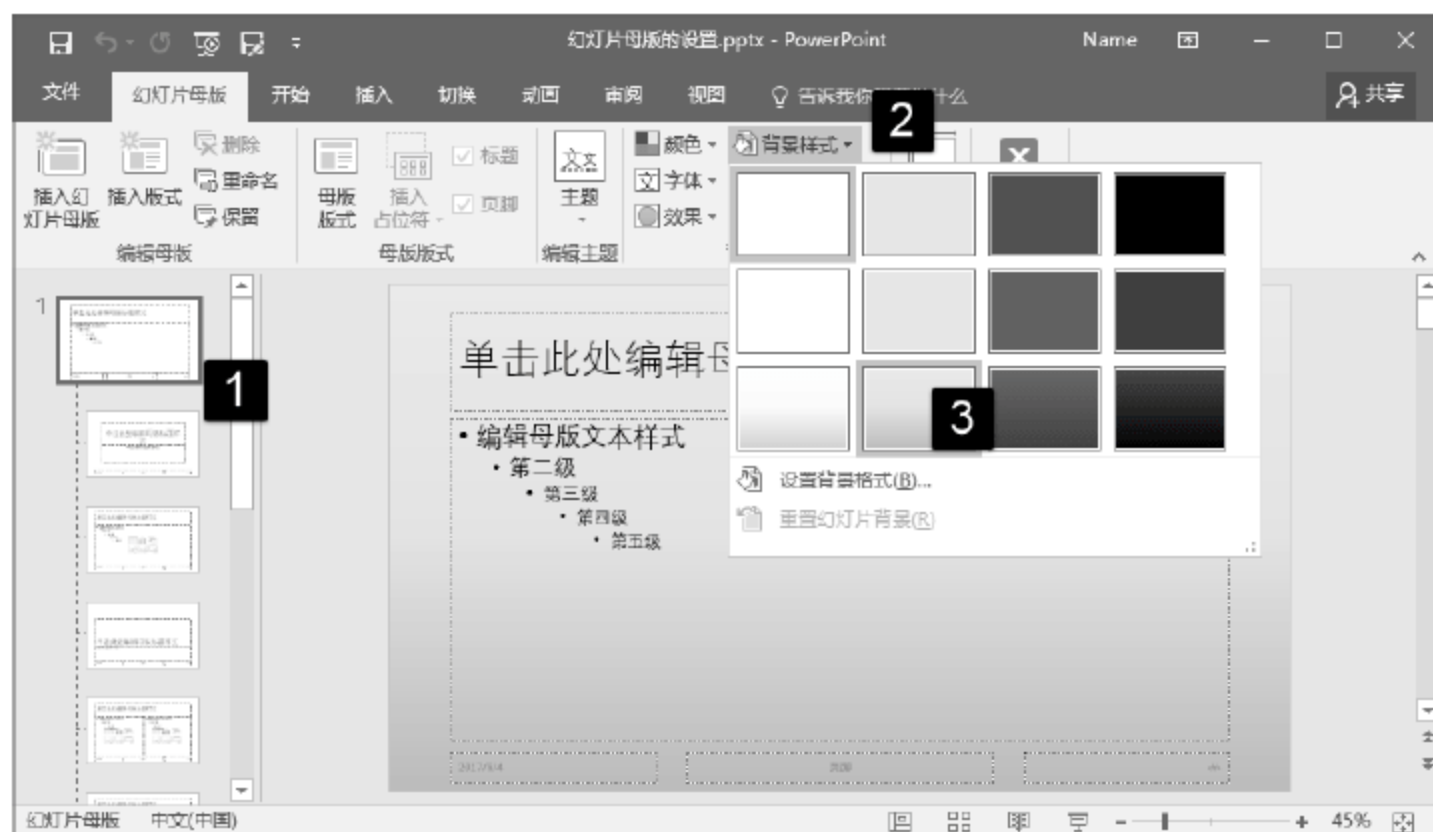 幻灯片母版的设置.pptx - PowerPoint Name
文件 幻灯片母版 开始 插入 切换 动画 审阅 视图 告诉我你 什么 共享
2
插入幻灯片母版
插入版式
删除
重命名
保留
编辑母版
母版版式
插入占位符
标题
页脚
母版版式
主题
编辑主题
颜色
字体
效果
背景样式
设置背景格式(B)...
重置幻灯片背景(R)
3
1
1
单击此处编辑
• 编辑母版文本样式
• 第二级
• 第三级
• 第四级
• 第五级
2017/9/4
幻灯片母版 中文(中国) 45%